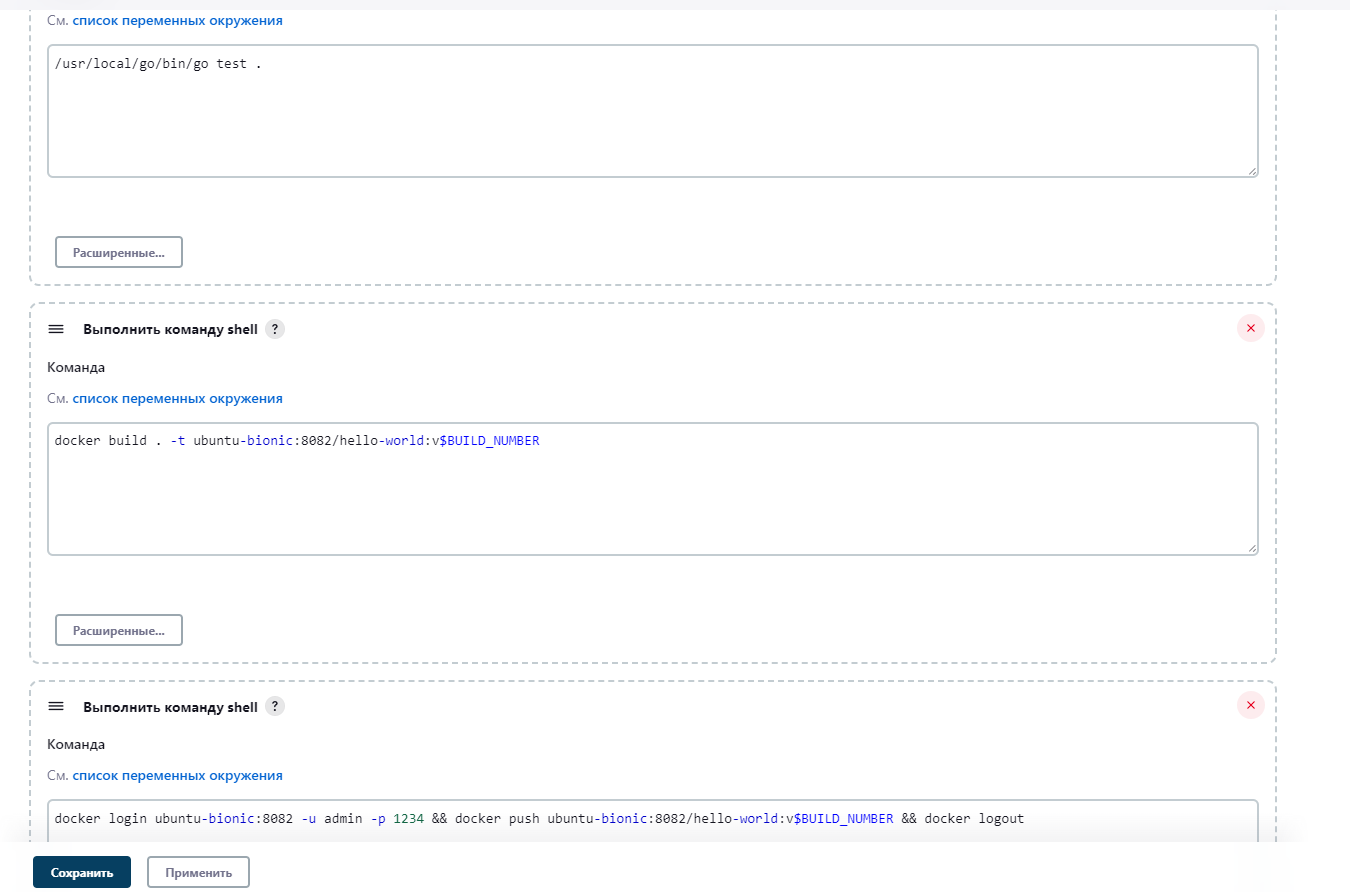 См. список переменных окружения
/usr/local/go/bin/go test .
Расширенные...
Выполнить команду shell ?
Команда
См. список переменных окружения
docker build . -t ubuntu-bionic:8082/hello-world:v$BUILD_NUMBER
Расширенные...
Выполнить команду shell ?
Команда
См. список переменных окружения
docker login ubuntu-bionic:8082 -u admin -p 1234 && docker push ubuntu-bionic:8082/hello-world:v$BUILD_NUMBER && docker logout
Сохранить
Применить